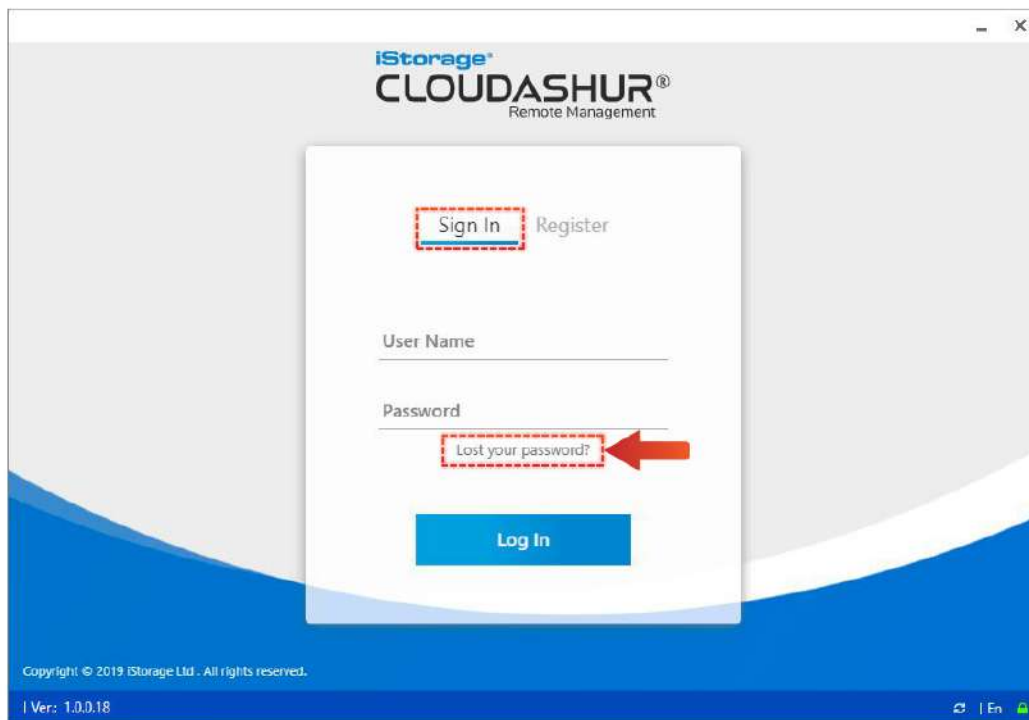 iStorage®
CLOUDASHUR®
Remote Management
Sign In Register
User Name
Password
Lost your password?
Log In
Copyright © 2019 iStorage Ltd . All rights reserved.
| Ver.: 1.0.0.18 | En